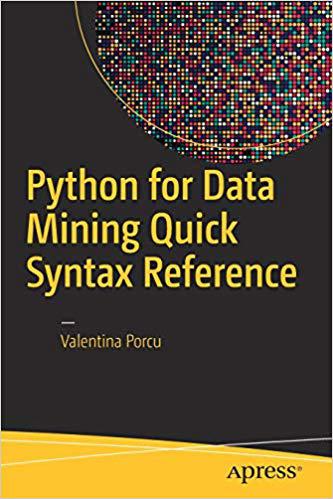 Python for Data
Mining Quick
Syntax Reference
—
Valentina Porcu
Apress®